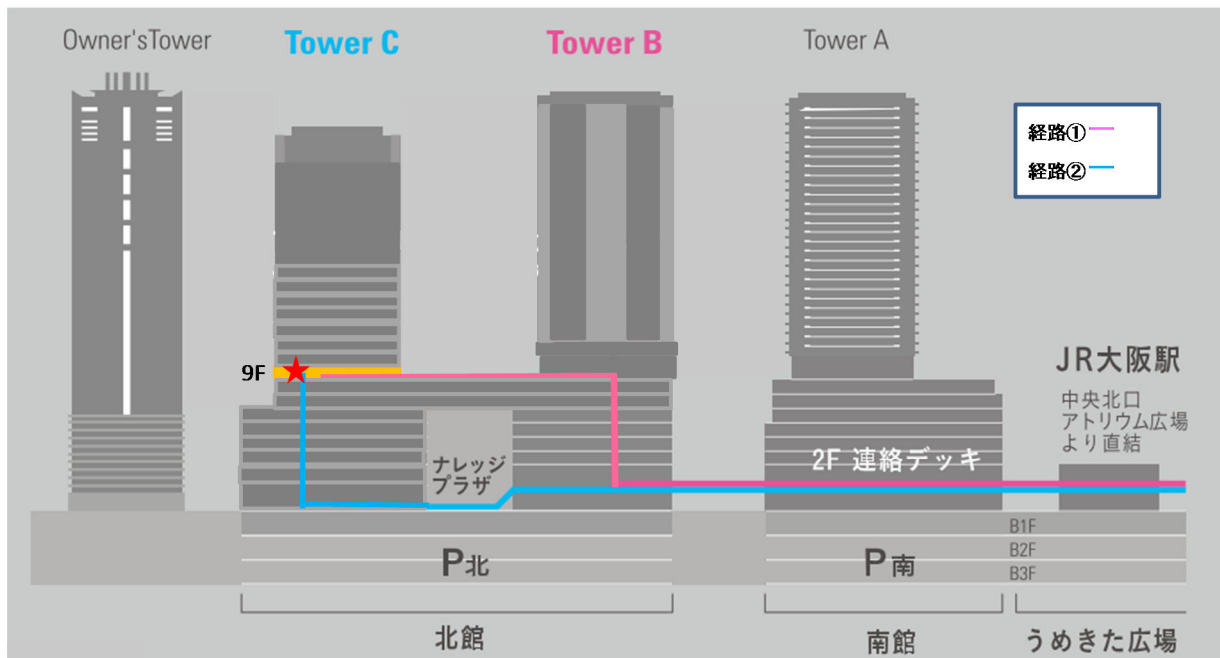 Owner'sTower
Tower C
Tower B
Tower A
経路①
経路②
9F
JR大阪駅
中央北口
アトリウム広場
より直結
ナレッジ
プラザ
2F 連絡デッキ
B1F
B2F
B3F
P北
P南
北館
南館
うめきた広場